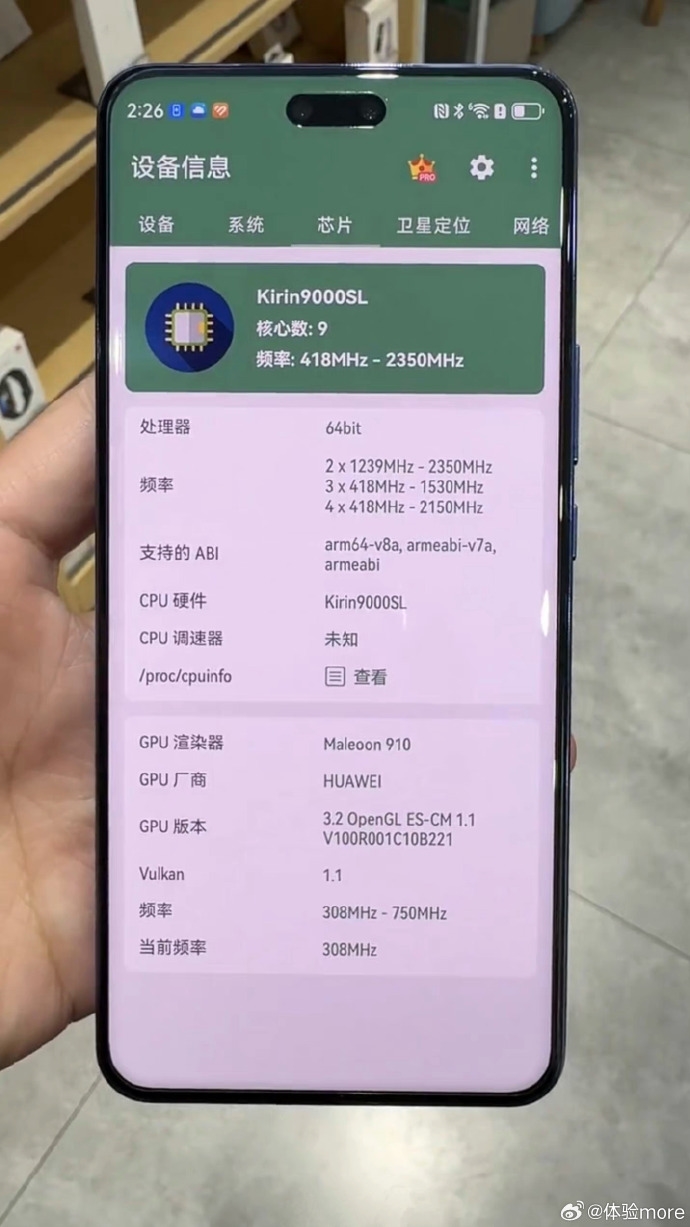 2:26
设备信息
PRO
设备 系统 芯片 卫星定位 网络
Kirin9000SL
核心数: 9
频率: 418MHz - 2350MHz
处理器 64bit
频率 2 x 1239MHz - 2350MHz
3 x 418MHz - 1530MHz
4 x 418MHz - 2150MHz
支持的 ABI arm64-v8a, armeabi-v7a,
armeabi
CPU 硬件 Kirin9000SL
CPU 调速器 未知
/proc/cpuinfo 查看
GPU 渲染器 Maleoon 910
GPU 厂商 HUAWEI
GPU 版本 3.2 OpenGL ES-CM 1.1
V100R001C10B221
Vulkan 1.1
频率 308MHz - 750MHz
当前频率 308MHz
@体验more